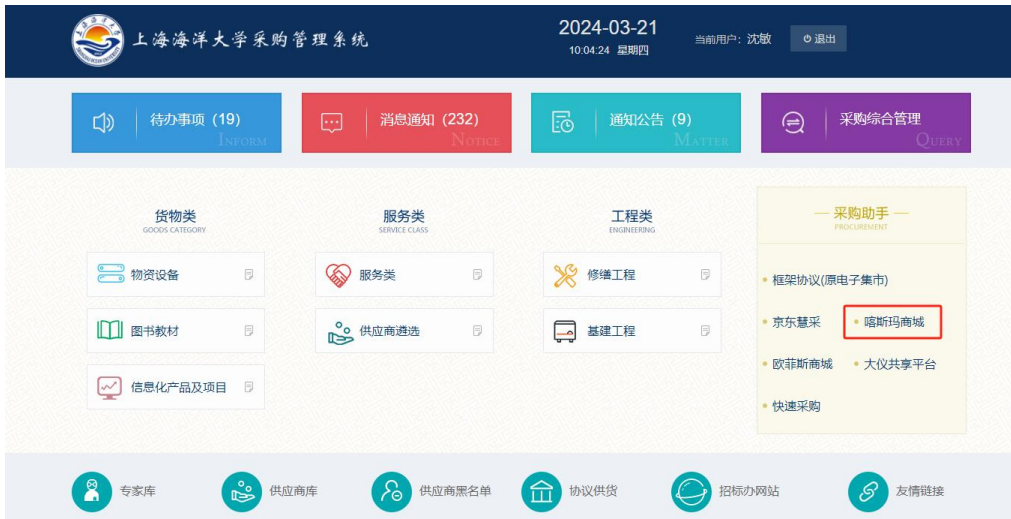 上海海洋大学采购管理系统
2024-03-21
10:04:24 星期四
当前用户：沈敏
退出
待办事项 (19)
INFORM
消息通知 (232)
NOTICE
通知公告 (9)
MATTER
采购综合管理
QUERY
货物类
GOODS CATEGORY
服务类
SERVICE CLASS
工程类
ENGINEERING
采购助手
PROCUREMENT
物资设备
服务类
修缮工程
框架协议(原电子集市)
图书教材
供应商遴选
基建工程
京东慧采
喀斯玛商城
信息化产品及项目
欧菲斯商城
大仪共享平台
快速采购
专家库
供应商库
供应商黑名单
协议供货
招标办网站
友情链接